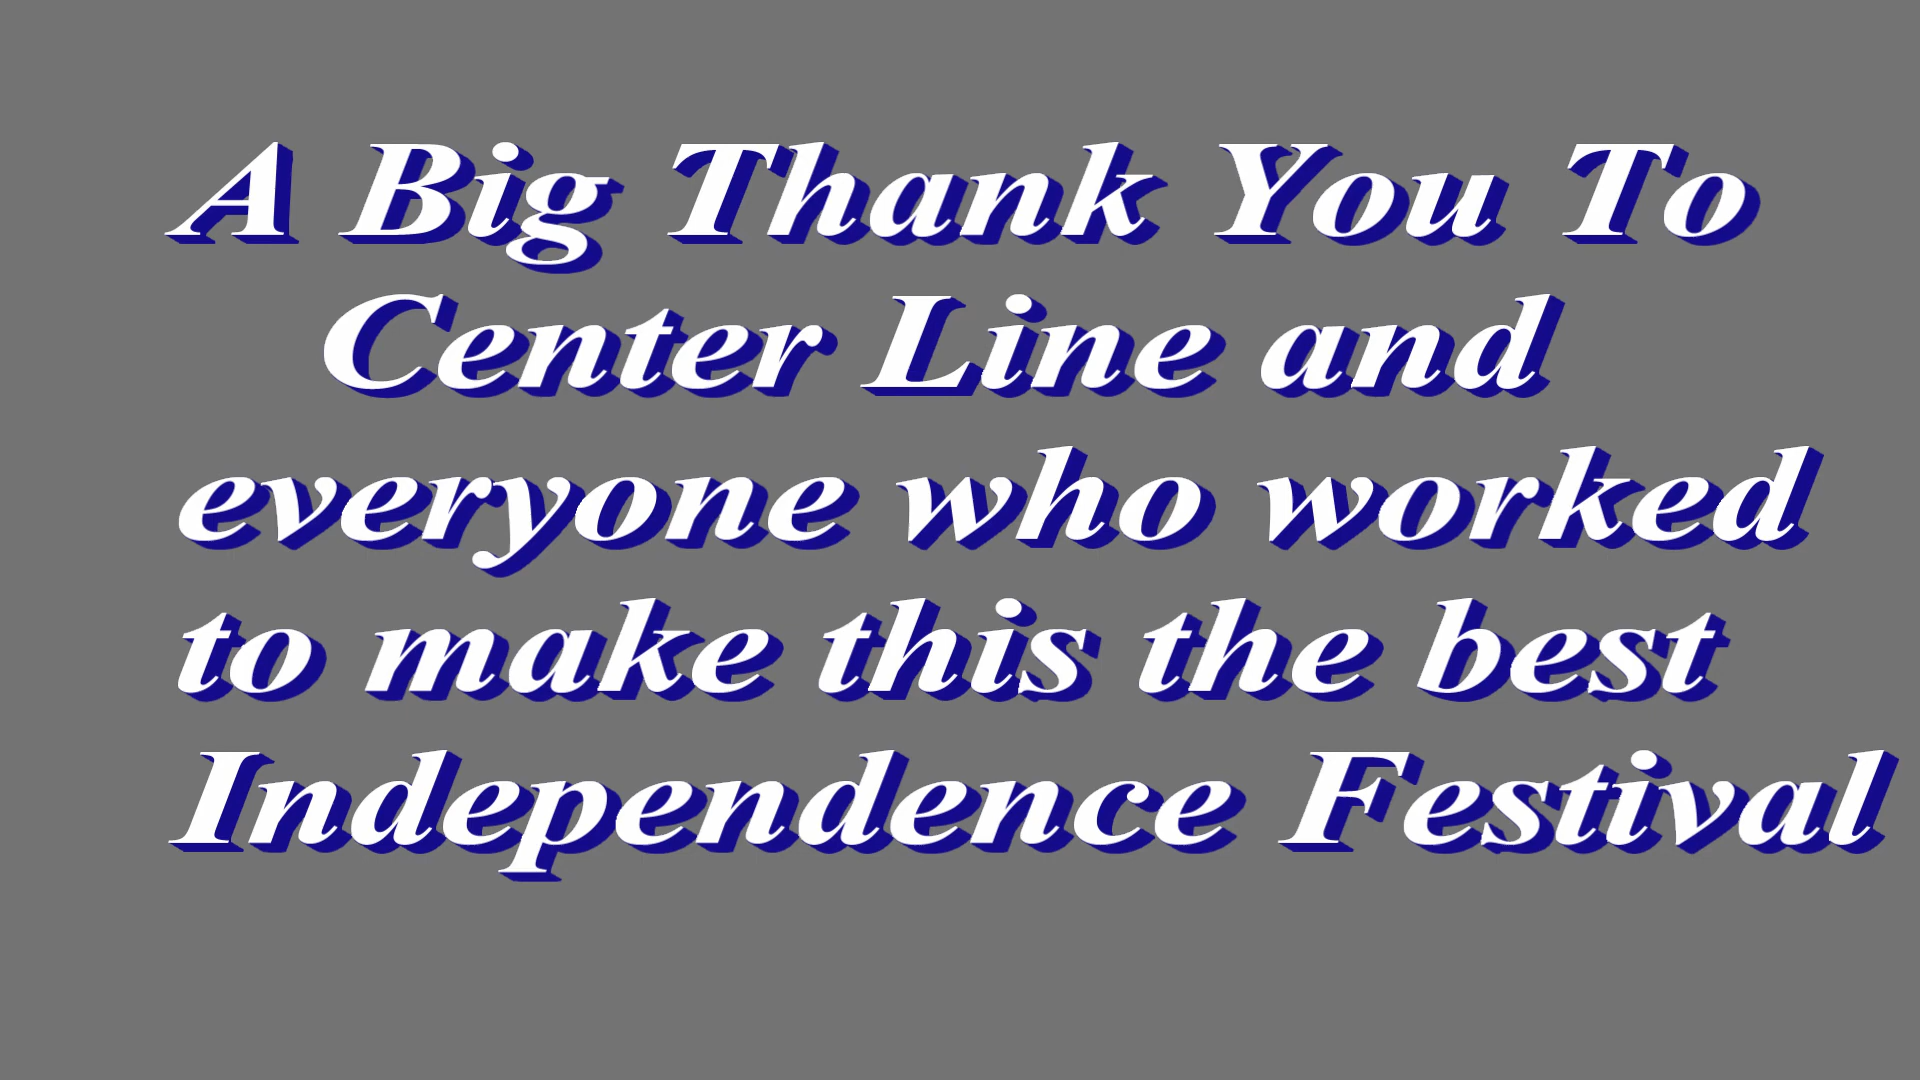 A Big Thank You To
Center Line and
everyone who worked
to make this the best
Independence Festival